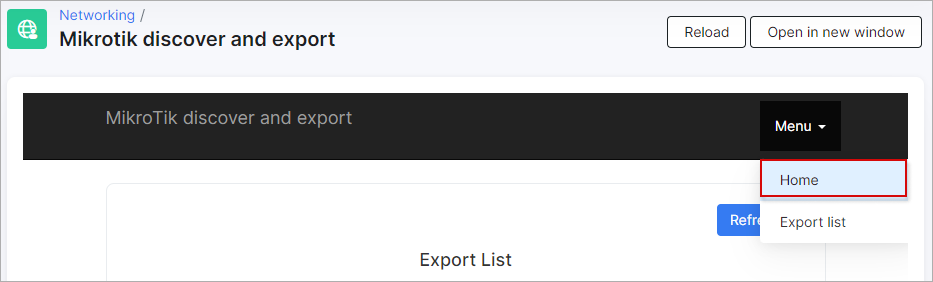 Networking /
Mikrotik discover and export
Reload
Open in new window
MikroTik discover and export
Menu
Home
Export list
Export List